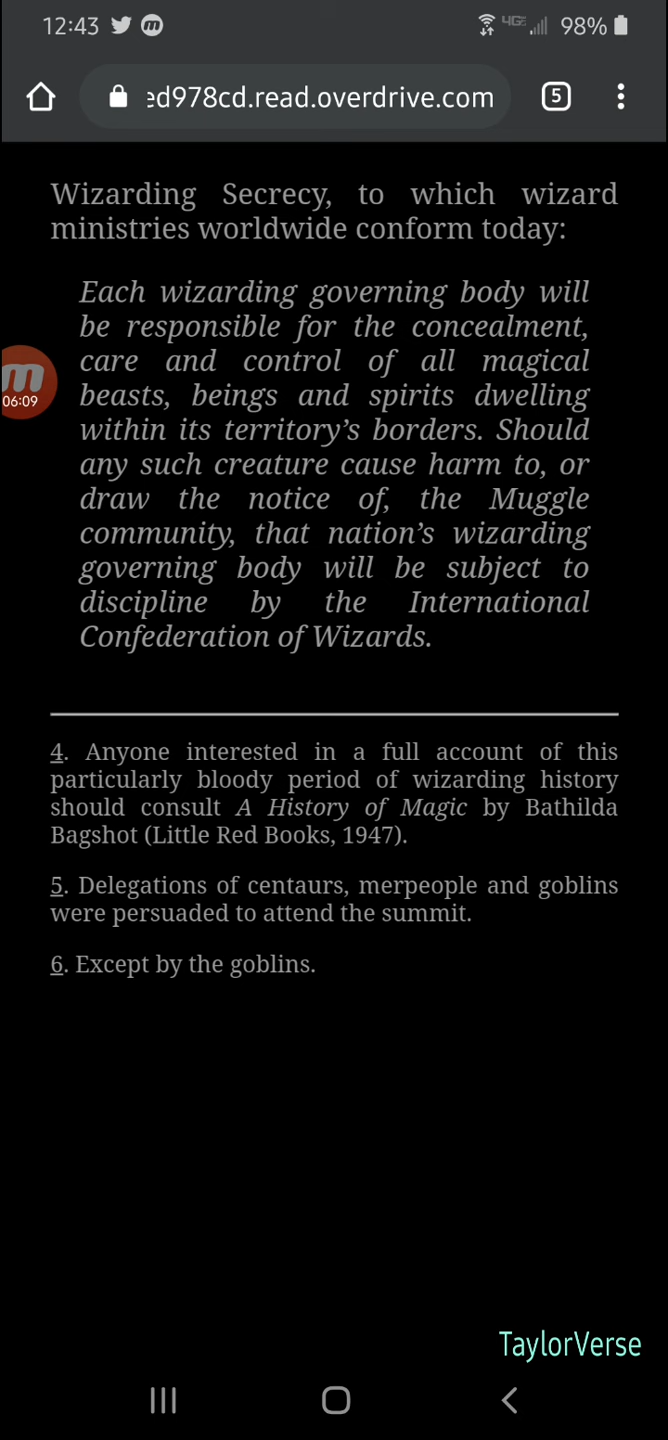 12:43 98%
ed978cd.read.overdrive.com 5
Wizarding Secrecy, to which wizard
ministries worldwide conform today:
Each wizarding governing body will
be responsible for the concealment,
care and control of all magical
beasts, beings and spirits dwelling
within its territory’s borders. Should
any such creature cause harm to, or
draw the notice of, the Muggle
community, that nation’s wizarding
governing body will be subject to
discipline by the International
Confederation of Wizards.
06:09
4. Anyone interested in a full account of this
particularly bloody period of wizarding history
should consult A History of Magic by Bathilda
Bagshot (Little Red Books, 1947).
5. Delegations of centaurs, merpeople and goblins
were persuaded to attend the summit.
6. Except by the goblins.
TaylorVerse